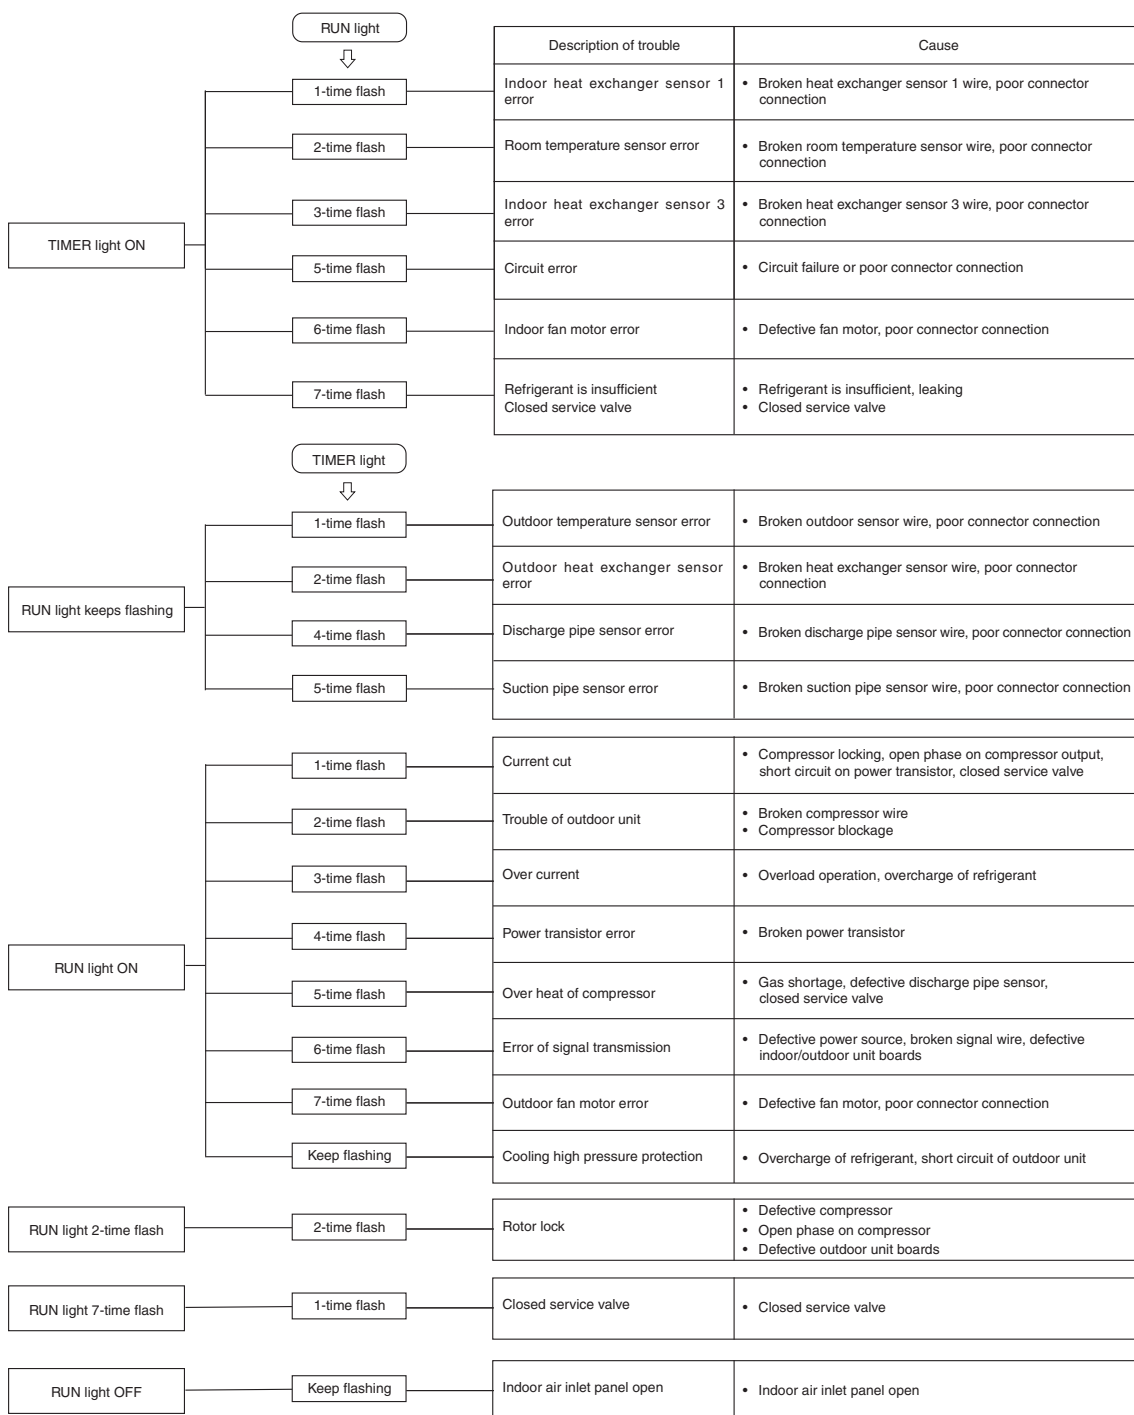 RUN light
Description of trouble
Cause
TIMER light ON
1-time flash
Indoor heat exchanger sensor 1
error
• Broken heat exchanger sensor 1 wire, poor connector
connection
2-time flash
Room temperature sensor error
• Broken room temperature sensor wire, poor connector
connection
3-time flash
Indoor heat exchanger sensor 3
error
• Broken heat exchanger sensor 3 wire, poor connector
connection
5-time flash
Circuit error
• Circuit failure or poor connector connection
6-time flash
Indoor fan motor error
• Defective fan motor, poor connector connection
7-time flash
Refrigerant is insufficient
Closed service valve
• Refrigerant is insufficient, leaking
• Closed service valve
TIMER light
RUN light keeps flashing
1-time flash
Outdoor temperature sensor error
• Broken outdoor sensor wire, poor connector connection
2-time flash
Outdoor heat exchanger sensor
error
• Broken heat exchanger sensor wire, poor connector
connection
4-time flash
Discharge pipe sensor error
• Broken discharge pipe sensor wire, poor connector connection
5-time flash
Suction pipe sensor error
• Broken suction pipe sensor wire, poor connector connection
RUN light ON
1-time flash
Current cut
• Compressor locking, open phase on compressor output,
short circuit on power transistor, closed service valve
2-time flash
Trouble of outdoor unit
• Broken compressor wire
• Compressor blockage
3-time flash
Over current
• Overload operation, overcharge of refrigerant
4-time flash
Power transistor error
• Broken power transistor
5-time flash
Over heat of compressor
• Gas shortage, defective discharge pipe sensor,
closed service valve
6-time flash
Error of signal transmission
• Defective power source, broken signal wire, defective
indoor/outdoor unit boards
7-time flash
Outdoor fan motor error
• Defective fan motor, poor connector connection
Keep flashing
Cooling high pressure protection
• Overcharge of refrigerant, short circuit of outdoor unit
RUN light 2-time flash
2-time flash
Rotor lock
• Defective compressor
• Open phase on compressor
• Defective outdoor unit boards
RUN light 7-time flash
1-time flash
Closed service valve
• Closed service valve
RUN light OFF
Keep flashing
Indoor air inlet panel open
• Indoor air inlet panel open